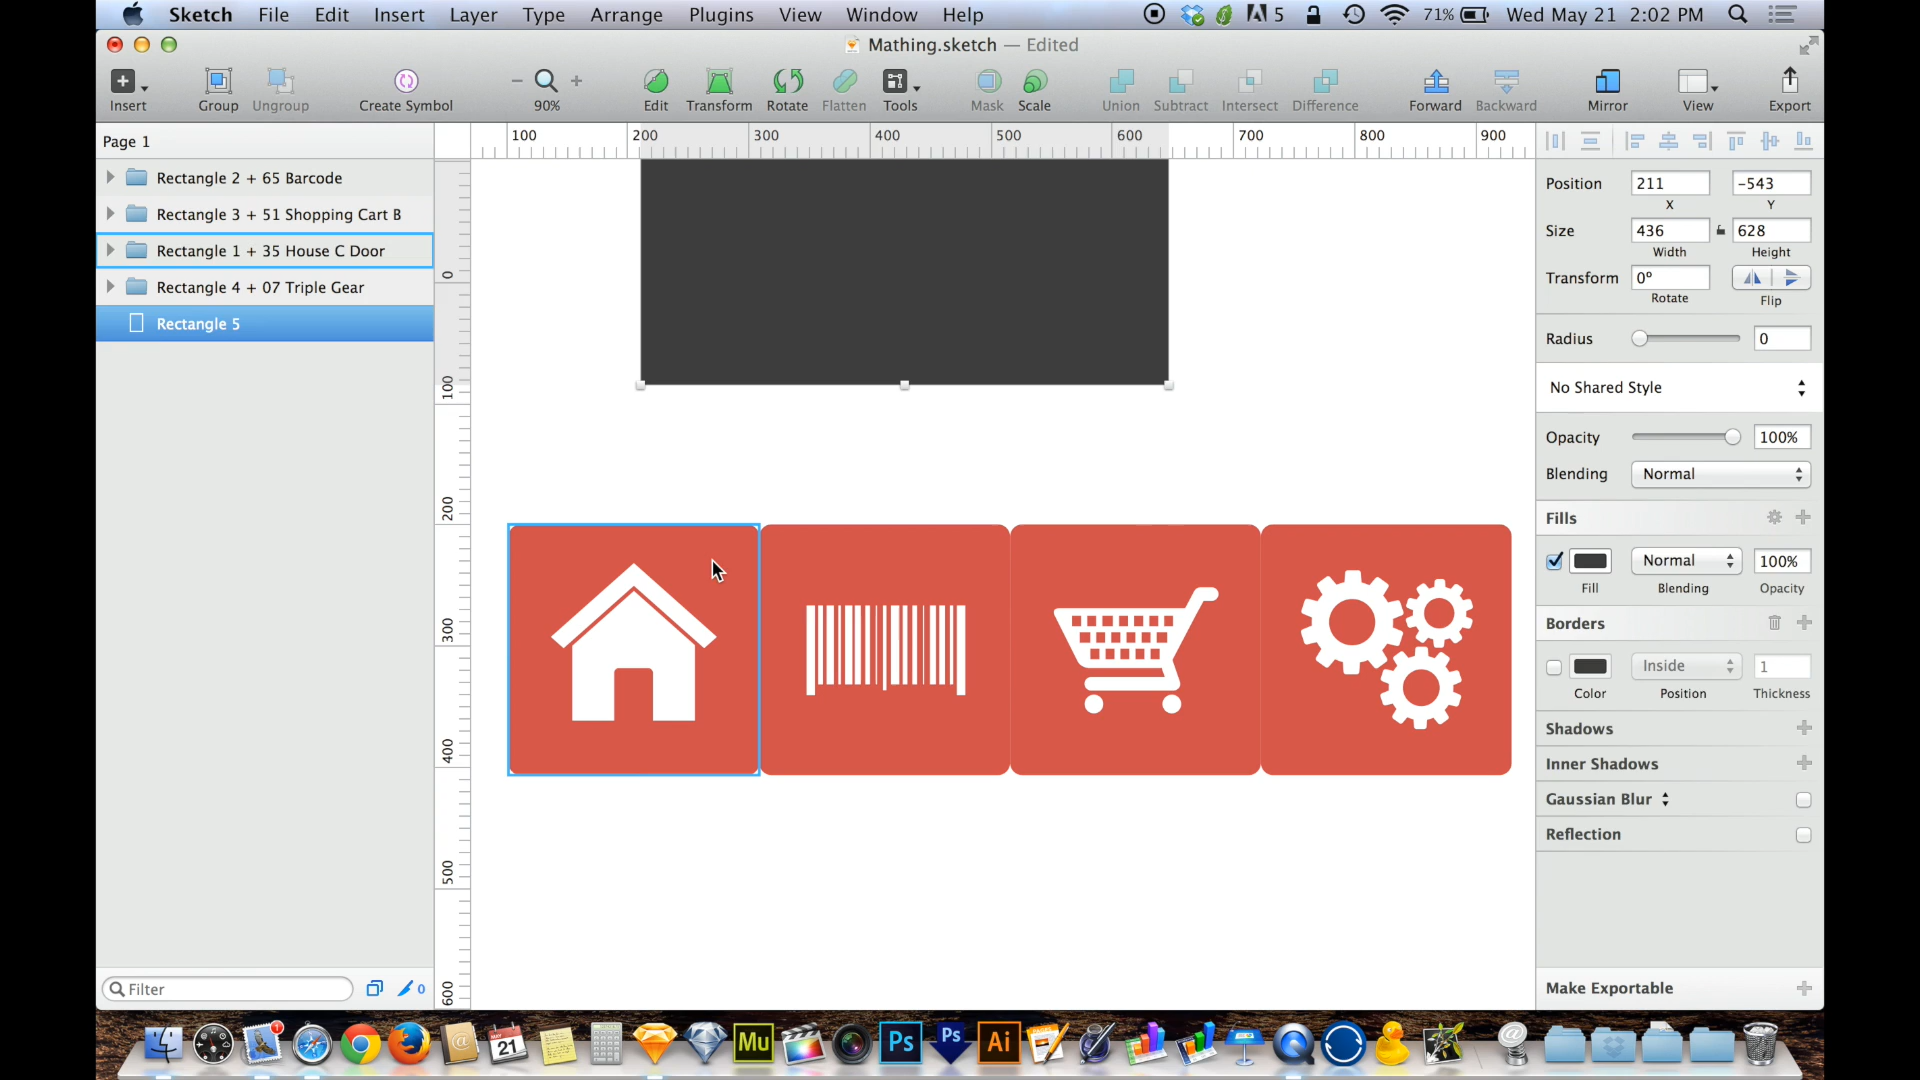 Sketch File Edit Insert Layer Type Arrange Plugins View Window Help 5 71% Wed May 21 2:02 PM
Mathing.sketch — Edited
Insert Group Ungroup Create Symbol 90% Edit Transform Rotate Flatten Tools Mask Scale Union Subtract Intersect Difference Forward Backward Mirror View Export
Page 1
100 200 300 400 500 600 700 800 900
Rectangle 2 + 65 Barcode
Rectangle 3 + 51 Shopping Cart B
Rectangle 1 + 35 House C Door
Rectangle 4 + 07 Triple Gear
Rectangle 5
0
100
200
300
400
500
600
Position 211 -543
X Y
Size 436 628
Width Height
Transform 0°
Rotate Flip
Radius 0
No Shared Style
Opacity 100%
Blending Normal
Fills
Normal 100%
Fill Blending Opacity
Borders
Inside 1
Color Position Thickness
Shadows
Inner Shadows
Gaussian Blur
Reflection
Make Exportable
Filter 0
MAY 21 Mu Ps Ps Ai